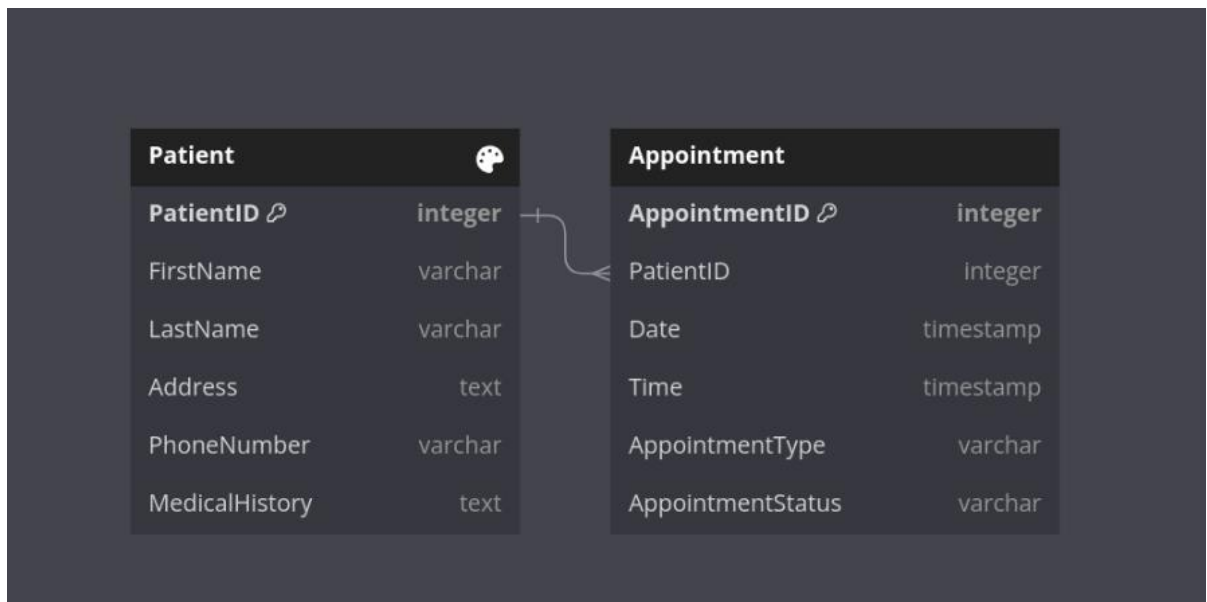 Patient
PatientID integer
FirstName varchar
LastName varchar
Address text
PhoneNumber varchar
MedicalHistory text
Appointment
AppointmentID integer
PatientID integer
Date timestamp
Time timestamp
AppointmentType varchar
AppointmentStatus varchar